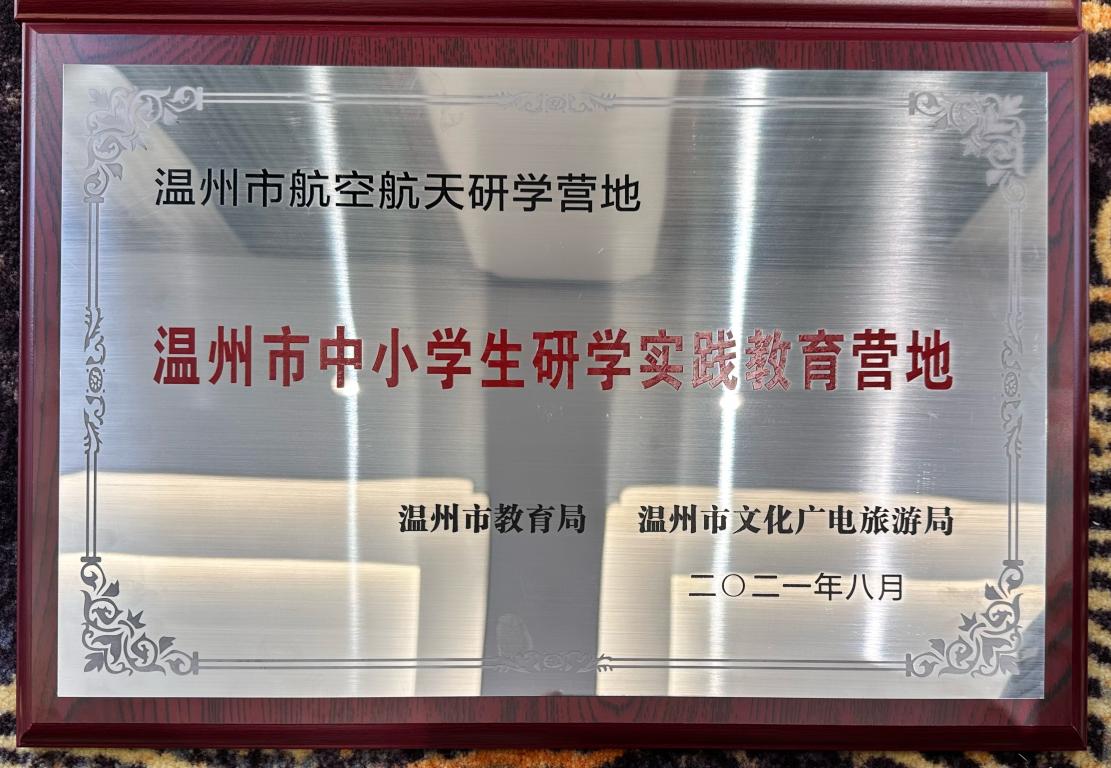 温州市航空航天研学营地
温州市中小学生研学实践教育营地
温州市教育局 温州市文化广电旅游局
二〇二一年八月